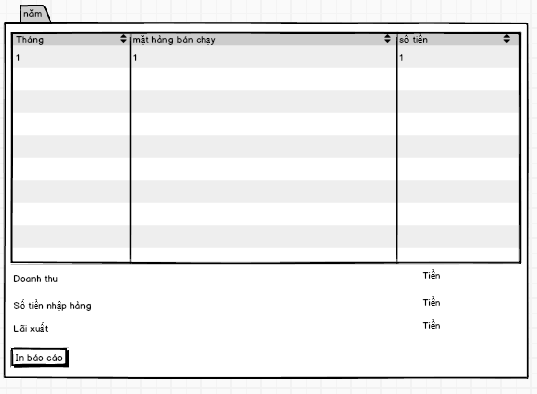 năm
Tháng mặt hàng bán chạy số tiền
1 1 1
Doanh thu Tiền
Số tiền nhập hàng Tiền
Lãi xuất Tiền
In báo cáo